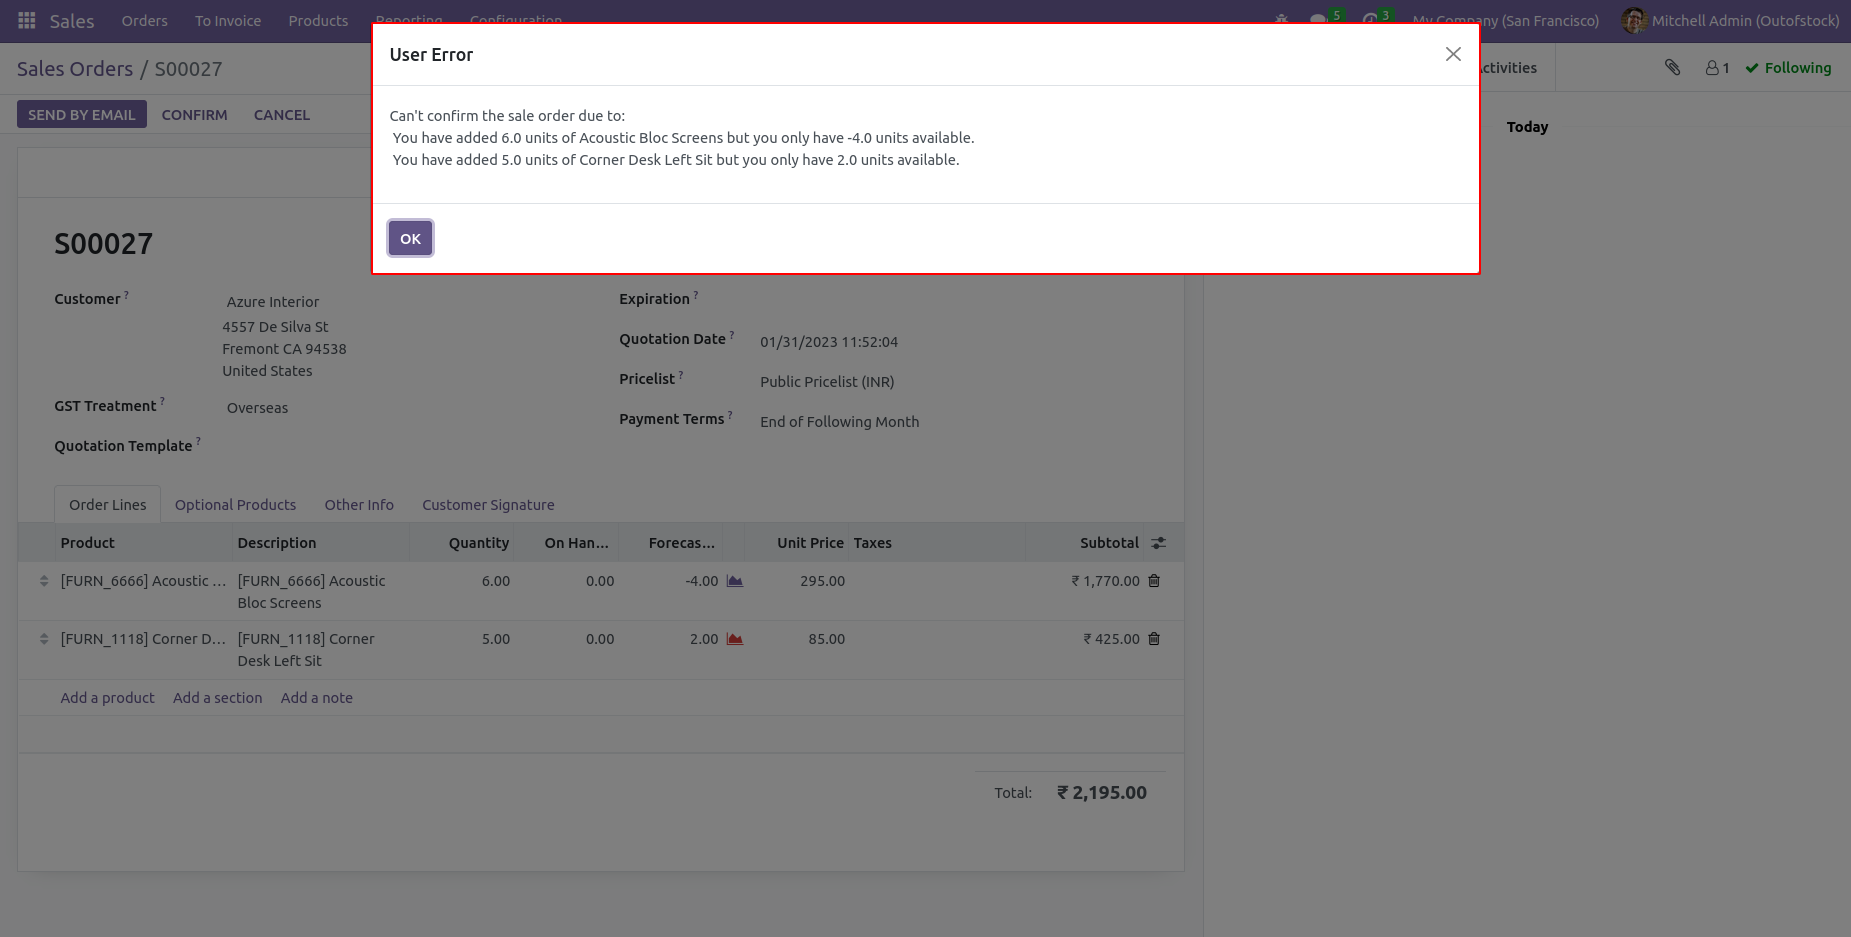 Sales Orders To Invoice Products Reporting Configuration 5 3 My Company (San Francisco) Mitchell Admin (Outofstock)
Sales Orders / S00027
ctivities 1 Following
SEND BY EMAIL CONFIRM CANCEL
User Error
Can't confirm the sale order due to:
You have added 6.0 units of Acoustic Bloc Screens but you only have -4.0 units available.
You have added 5.0 units of Corner Desk Left Sit but you only have 2.0 units available.
OK
Today
S00027
Customer ? Azure Interior
4557 De Silva St
Fremont CA 94538
United States
GST Treatment ? Overseas
Quotation Template ?
Expiration ?
Quotation Date ? 01/31/2023 11:52:04
Pricelist ? Public Pricelist (INR)
Payment Terms ? End of Following Month
Order Lines Optional Products Other Info Customer Signature
Product Description Quantity On Han... Forecas... Unit Price Taxes Subtotal
[FURN_6666] Acoustic ... [FURN_6666] Acoustic 6.00 0.00 -4.00 295.00 ₹ 1,770.00
Bloc Screens
[FURN_1118] Corner D... [FURN_1118] Corner 5.00 0.00 2.00 85.00 ₹ 425.00
Desk Left Sit
Add a product Add a section Add a note
Total: ₹ 2,195.00